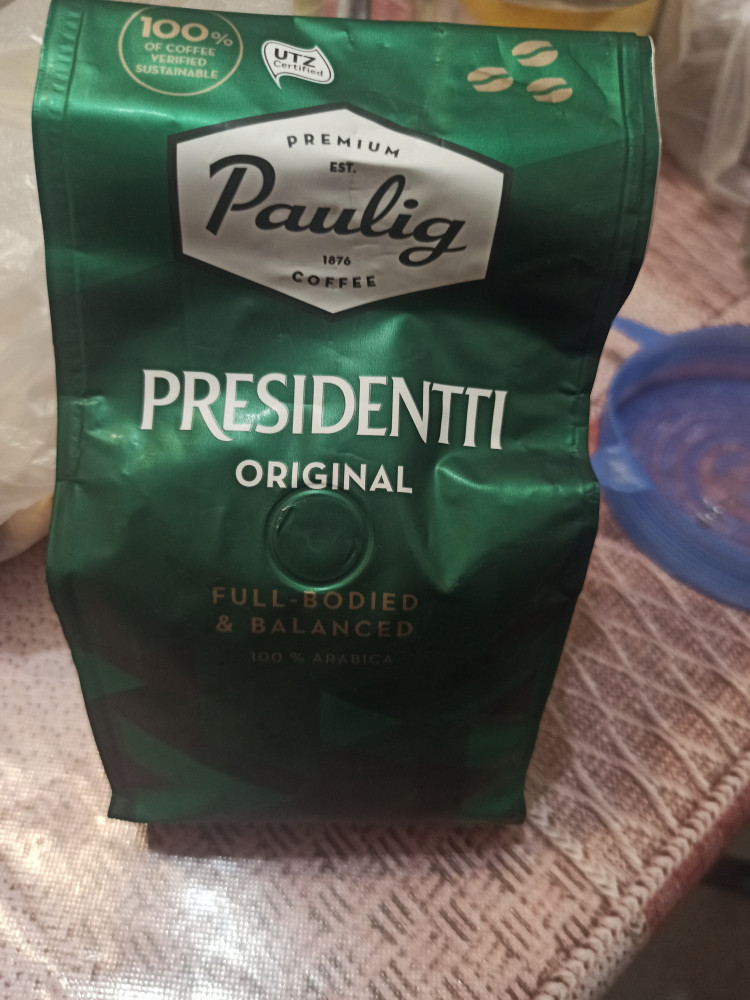 100%
OF COFFEE
VERIFIED
SUSTAINABLE
UTZ
Certified
PREMIUM
EST.
Paulig
1876
COFFEE
PRESIDENTTI
ORIGINAL
FULL-BODIED
& BALANCED
100 % ARABICA